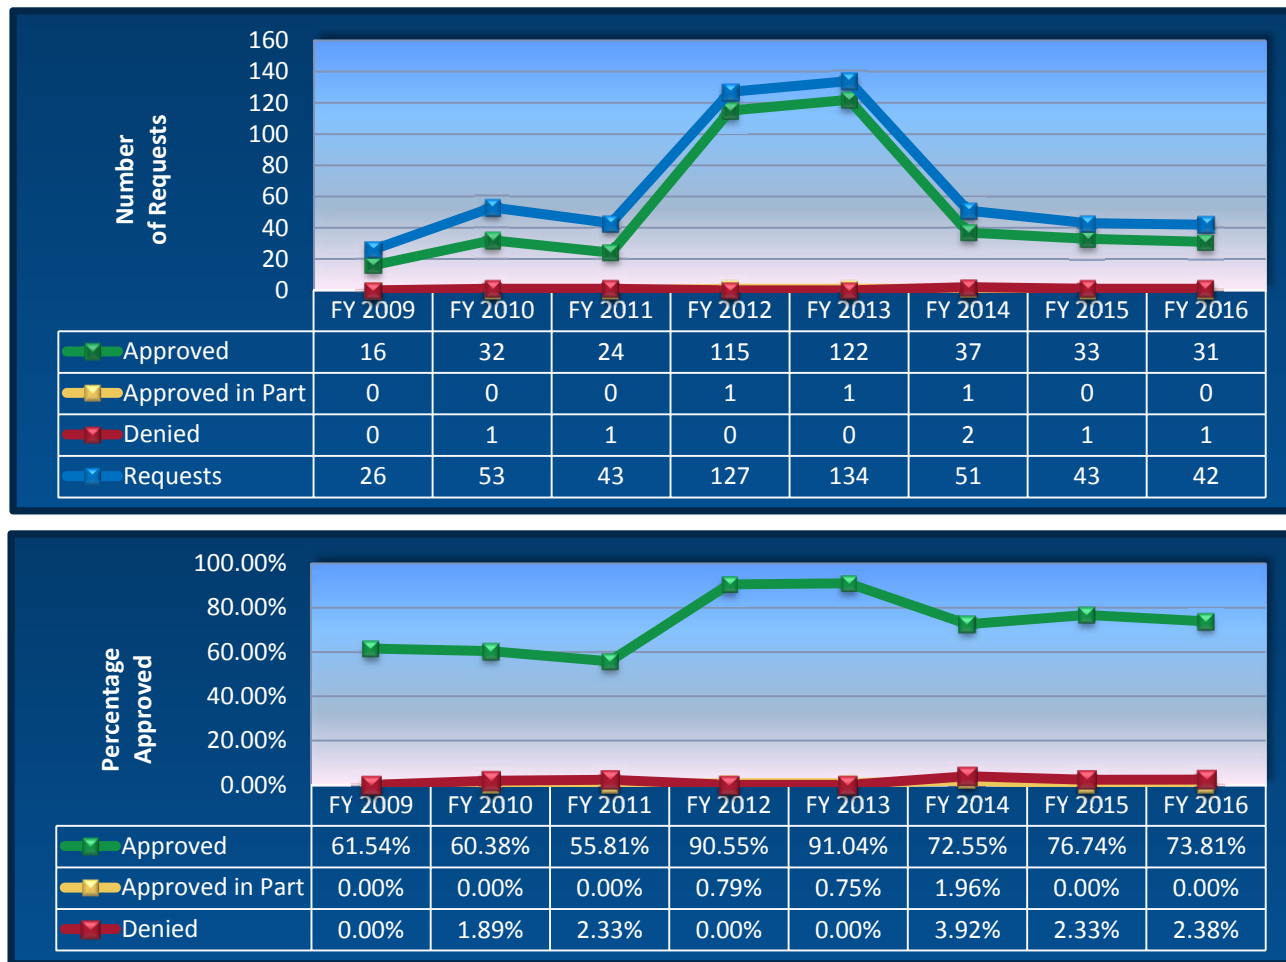 160
140
120
100
80
60
40
20
0
Number
of Requests
FY 2009 FY 2010 FY 2011 FY 2012 FY 2013 FY 2014 FY 2015 FY 2016
Approved 16 32 24 115 122 37 33 31
Approved in Part 0 0 0 1 1 1 0 0
Denied 0 1 1 0 0 2 1 1
Requests 26 53 43 127 134 51 43 42
100.00%
80.00%
60.00%
40.00%
20.00%
0.00%
Percentage
Approved
FY 2009 FY 2010 FY 2011 FY 2012 FY 2013 FY 2014 FY 2015 FY 2016
Approved 61.54% 60.38% 55.81% 90.55% 91.04% 72.55% 76.74% 73.81%
Approved in Part 0.00% 0.00% 0.00% 0.79% 0.75% 1.96% 0.00% 0.00%
Denied 0.00% 1.89% 2.33% 0.00% 0.00% 3.92% 2.33% 2.38%